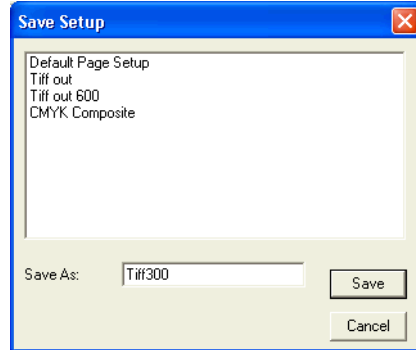 Save Setup
Default Page Setup
Tiff out
Tiff out 600
CMYK Composite
Save As:
Tiff300
Save
Cancel